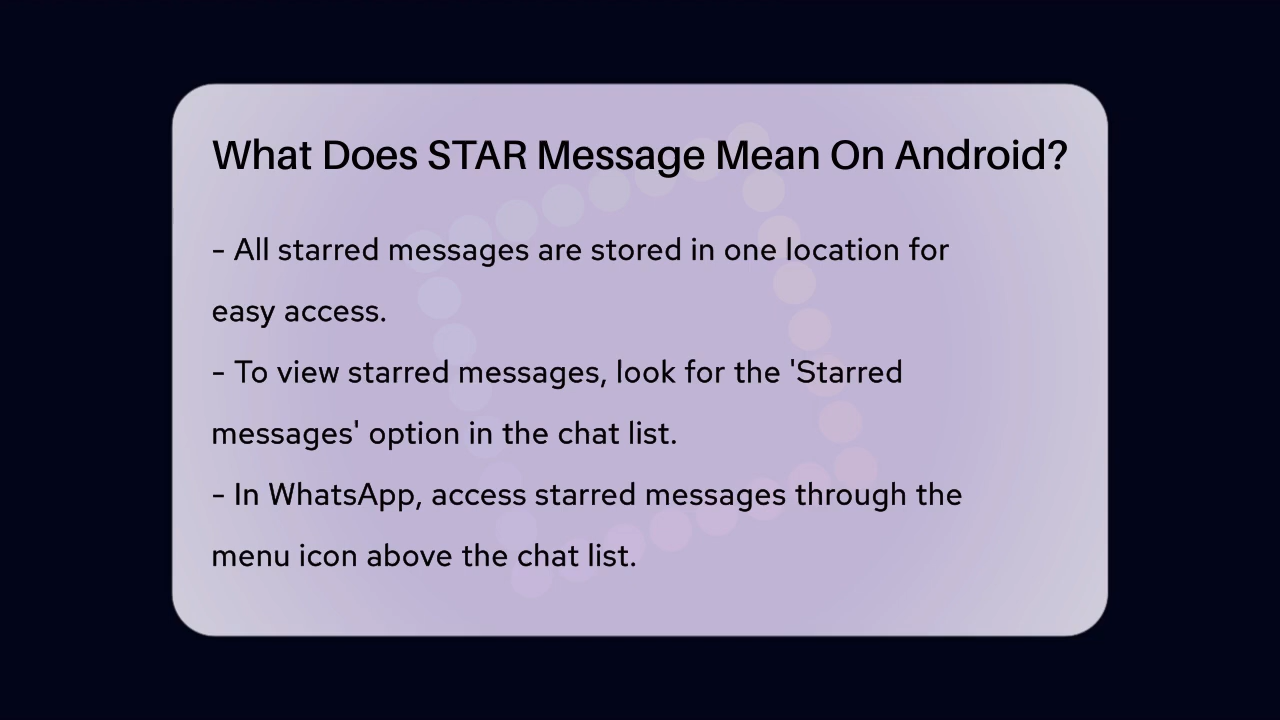 What Does STAR Message Mean On Android?
- All starred messages are stored in one location for
easy access.
- To view starred messages, look for the 'Starred
messages' option in the chat list.
- In WhatsApp, access starred messages through the
menu icon above the chat list.